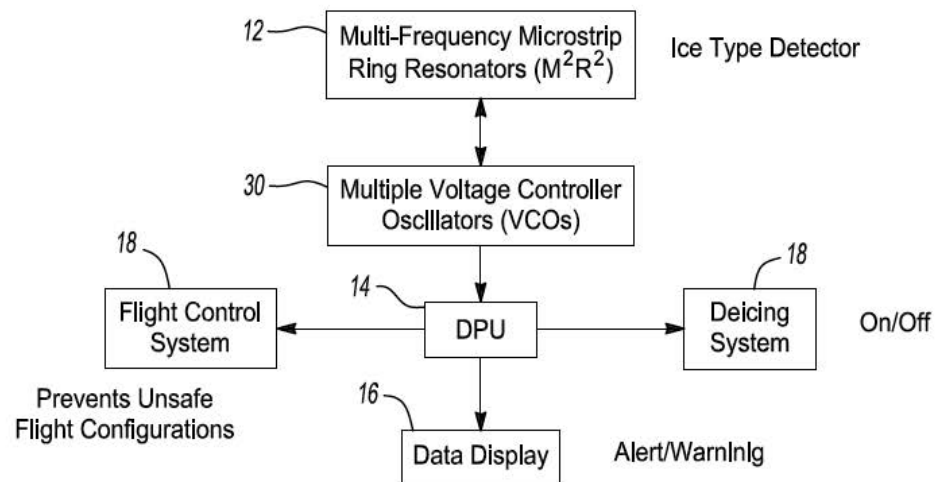 12
Multi-Frequency Microstrip
Ring Resonators (M²R²)
Ice Type Detector
30
Multiple Voltage Controller
Oscillators (VCOs)
18
Flight Control
System
14
DPU
18
Deicing
System
On/Off
Prevents Unsafe
Flight Configurations
16
Data Display
Alert/WarnInlg